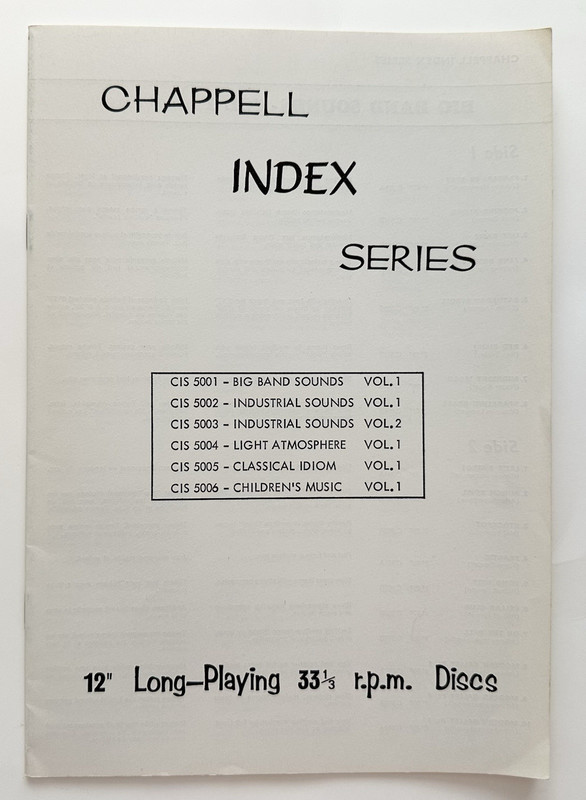 CHAPPELL
INDEX
SERIES
CIS 5001 – BIG BAND SOUNDS VOL. 1
CIS 5002 – INDUSTRIAL SOUNDS VOL. 1
CIS 5003 – INDUSTRIAL SOUNDS VOL. 2
CIS 5004 – LIGHT ATMOSPHERE VOL. 1
CIS 5005 – CLASSICAL IDIOM VOL. 1
CIS 5006 – CHILDREN'S MUSIC VOL. 1
12" Long–Playing 33⅓ r.p.m. Discs